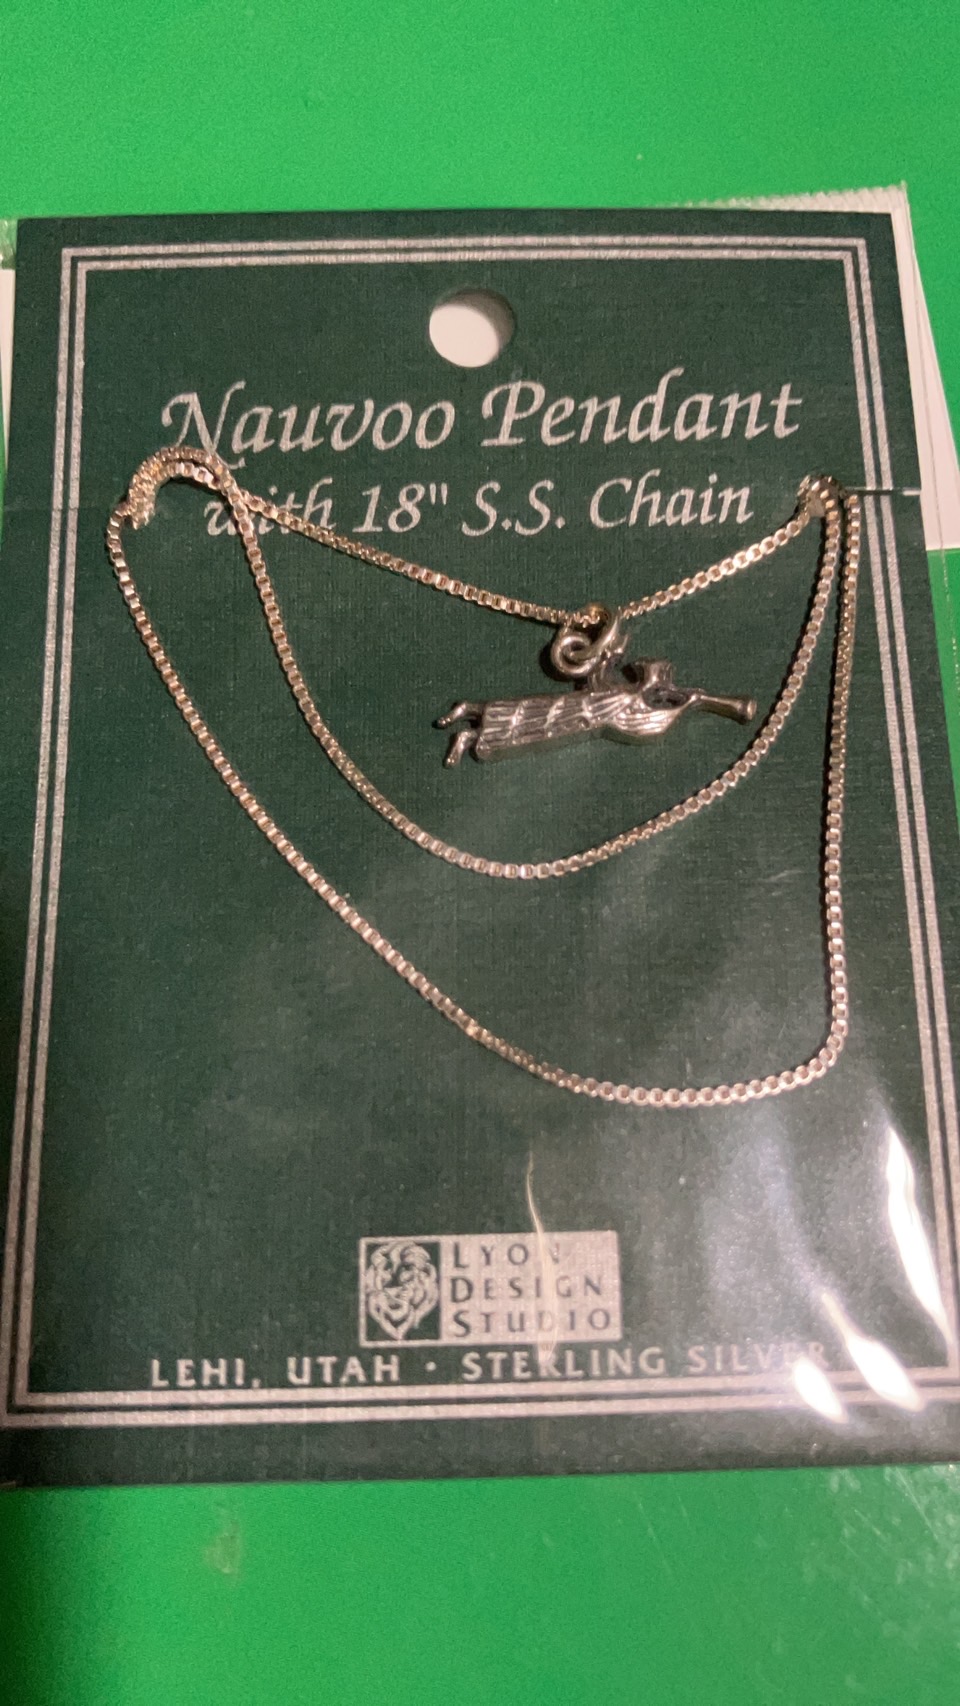 Nauvoo Pendant
with 18" S.S. Chain
LYON
DESIGN
STUDIO
LEHI, UTAH · STERLING SILVER